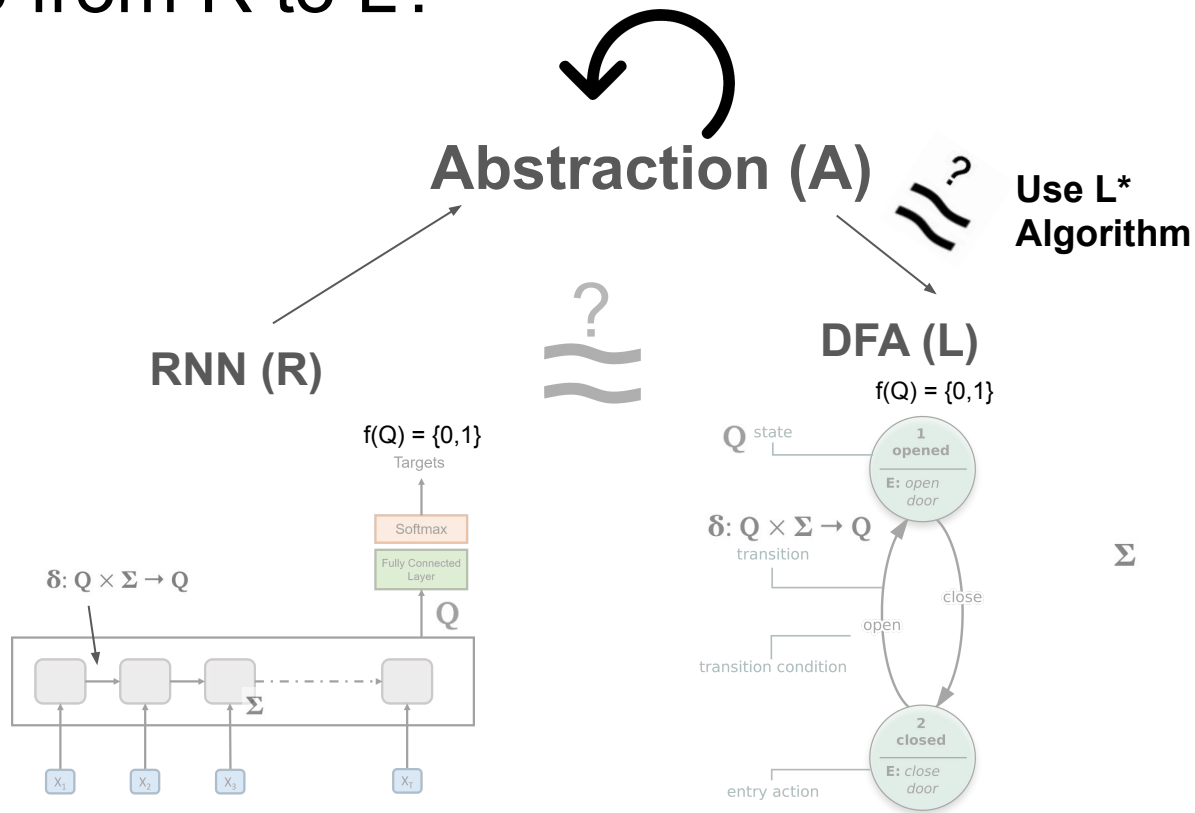 from R to L?
Abstraction (A)
?
Use L*
Algorithm
?
RNN (R)
DFA (L)
f(Q) = {0,1}
f(Q) = {0,1}
Targets
Softmax
Fully Connected
Layer
Q
δ: Q × Σ → Q
Σ
X₁
X₂
X₃
X_T
Q state
1
opened
E: open
door
δ: Q × Σ → Q
transition
close
open
transition condition
2
closed
E: close
door
entry action
Σ